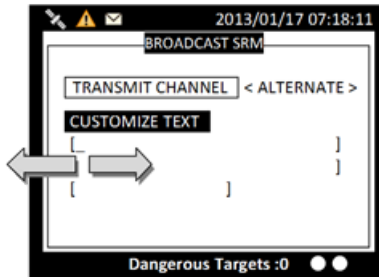 2013/01/17 07:18:11
BROADCAST SRM
TRANSMIT CHANNEL < ALTERNATE >
CUSTOMIZE TEXT
[_ ]
]
[ ]
Dangerous Targets :0